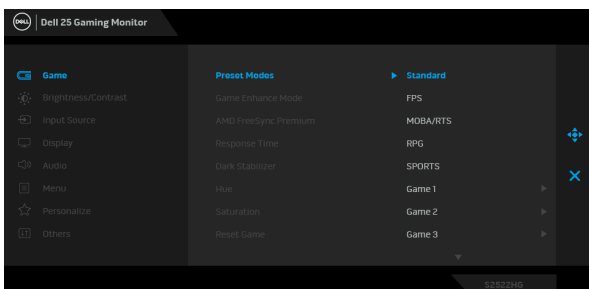 DELL Dell 25 Gaming Monitor
Game Preset Modes Standard
Brightness/Contrast Game Enhance Mode FPS
Input Source AMD FreeSync Premium MOBA/RTS
Display Response Time RPG
Audio Dark Stabilizer SPORTS
Menu Hue Game 1
Personalize Saturation Game 2
Others Reset Game Game 3
S2522HG